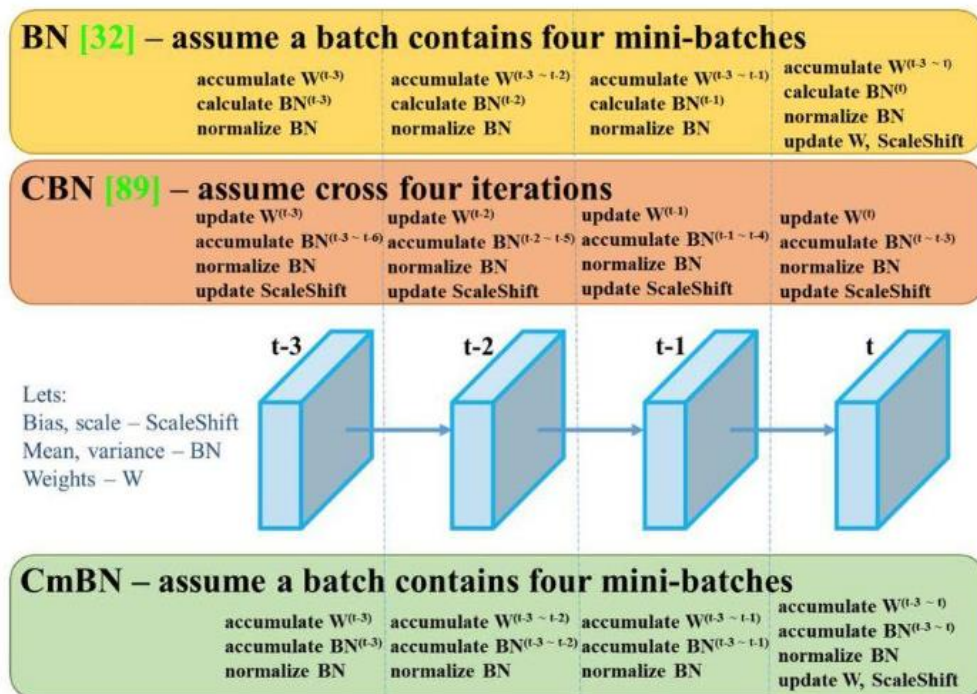 BN [32] – assume a batch contains four mini-batches
accumulate W(t-3) accumulate W(t-3 ~ t-2) accumulate W(t-3 ~ t-1) accumulate W(t-3 ~ t)
calculate BN(t-3) calculate BN(t-2) calculate BN(t-1) calculate BN(t)
normalize BN normalize BN normalize BN normalize BN
update W, ScaleShift
CBN [89] – assume cross four iterations
update W(t-3) update W(t-2) update W(t-1) update W(t)
accumulate BN(t-3 ~ t-6) accumulate BN(t-2 ~ t-5) accumulate BN(t-1 ~ t-4) accumulate BN(t ~ t-3)
normalize BN normalize BN normalize BN normalize BN
update ScaleShift update ScaleShift update ScaleShift update ScaleShift
t-3 t-2 t-1 t
Lets:
Bias, scale – ScaleShift
Mean, variance – BN
Weights – W
CmBN – assume a batch contains four mini-batches
accumulate W(t-3) accumulate W(t-3 ~ t-2) accumulate W(t-3 ~ t-1) accumulate W(t-3 ~ t)
accumulate BN(t-3) accumulate BN(t-3 ~ t-2) accumulate BN(t-3 ~ t-1) accumulate BN(t-3 ~ t)
normalize BN normalize BN normalize BN normalize BN
update W, ScaleShift